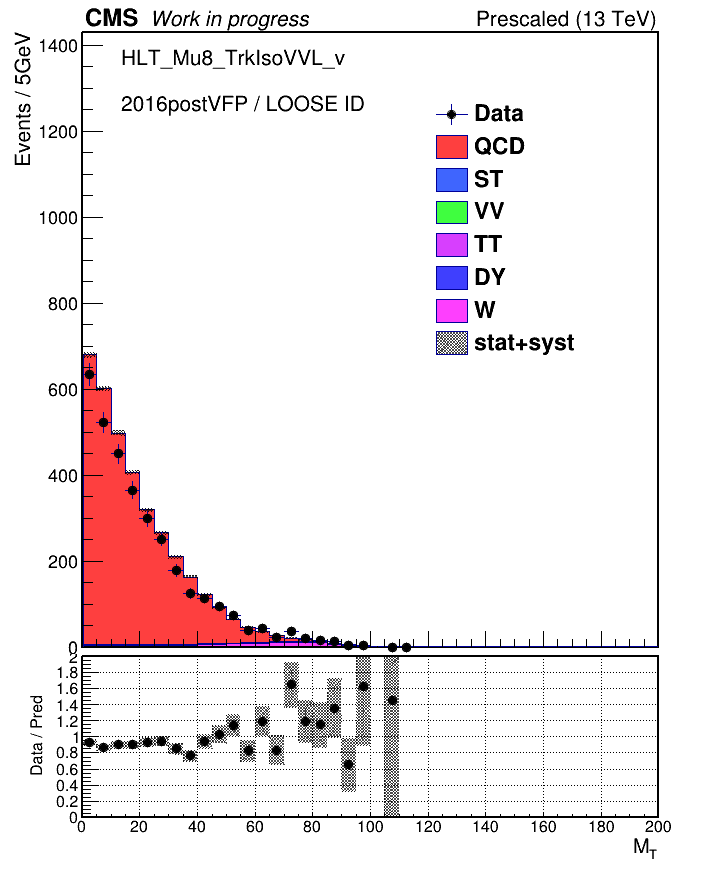 CMS Work in progress Prescaled (13 TeV)
Events / 5GeV
HLT_Mu8_TrkIsoVVL_v
2016postVFP / LOOSE ID
Data
QCD
ST
VV
TT
DY
W
stat+syst
1400
1200
1000
800
600
400
200
0
Data / Pred
2
1.8
1.6
1.4
1.2
1
0.8
0.6
0.4
0.2
0
0 20 40 60 80 100 120 140 160 180 200
M_T